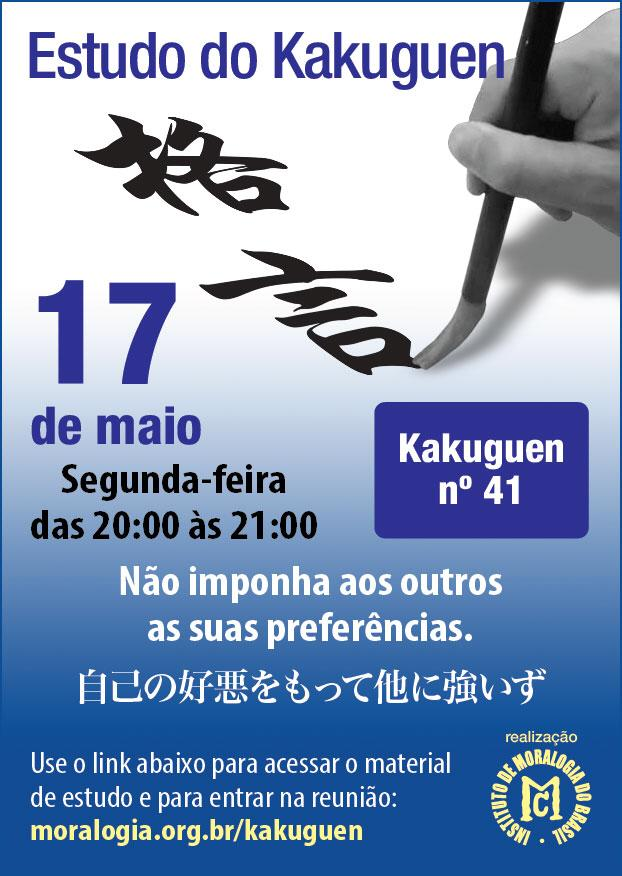 Estudo do Kakuguen
格
言
17
de maio
Segunda-feira
das 20:00 às 21:00
Kakuguen
nº 41
Não imponha aos outros
as suas preferências.
自己の好悪をもって他に強いず
Use o link abaixo para acessar o material
de estudo e para entrar na reunião:
moralogia.org.br/kakuguen
realização
INSTITUTO DE MORALOGIA DO BRASIL
MC